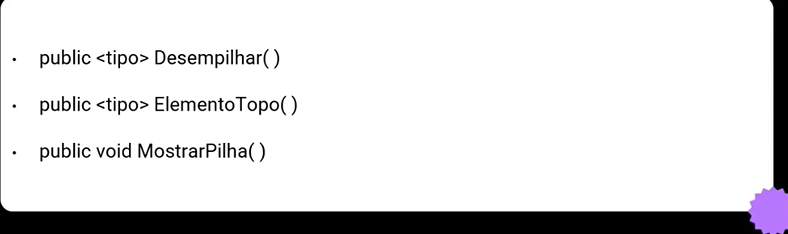 • public <tipo> Desempilhar( )
• public <tipo> ElementoTopo( )
• public void MostrarPilha( )